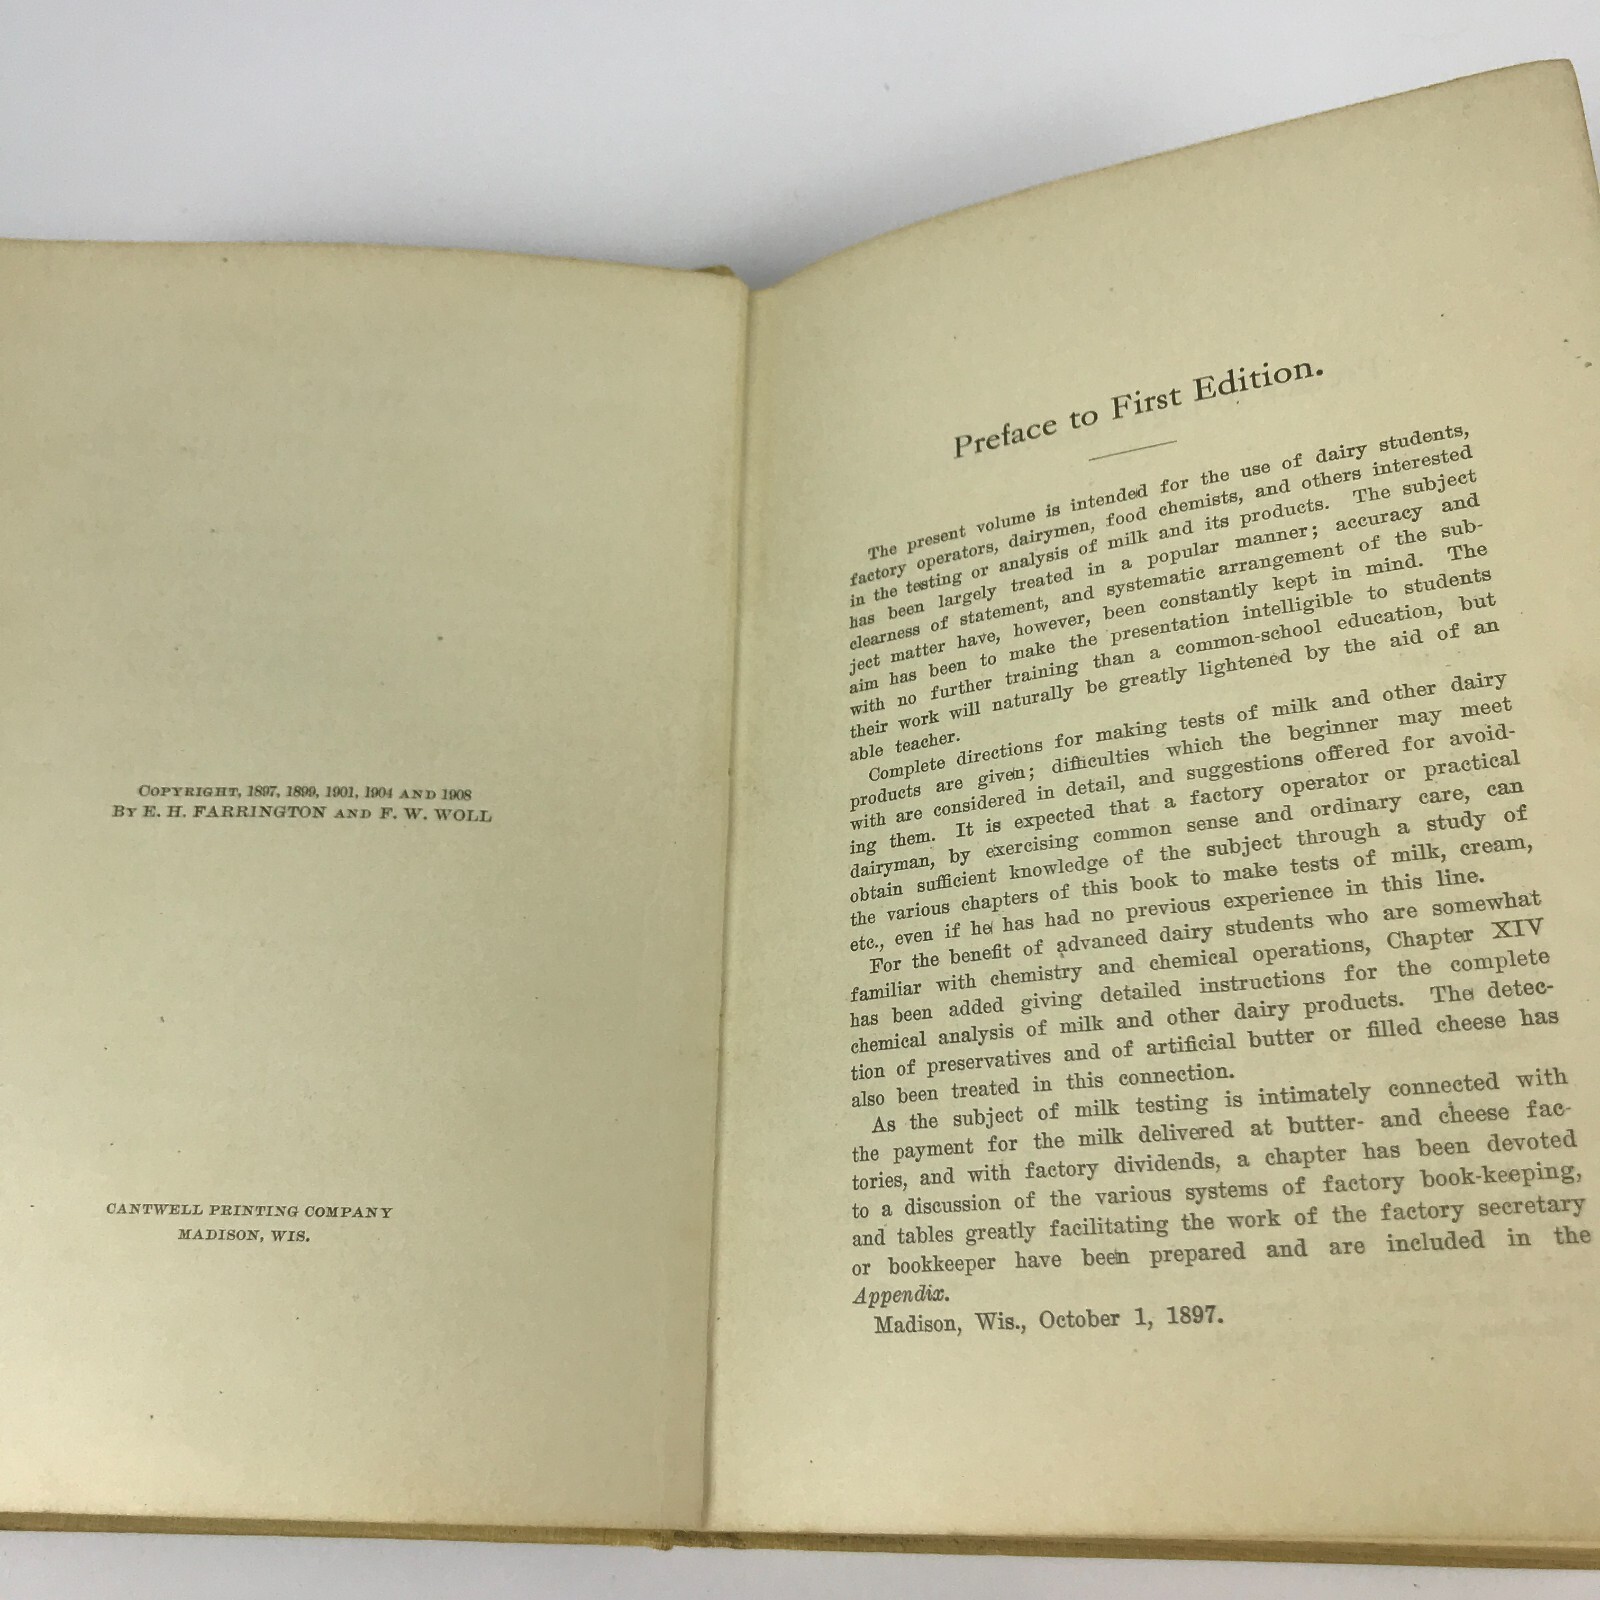 COPYRIGHT, 1897, 1899, 1901, 1904 AND 1908
BY E. H. FARRINGTON AND F. W. WOLL
CANTWELL PRINTING COMPANY
MADISON, WIS.
Preface to First Edition.
The present volume is intended for the use of dairy students,
factory operators, dairymen, food chemists, and others interested
in the testing or analysis of milk and its products. The subject
has been largely treated in a popular manner; accuracy and
clearness of statement, and systematic arrangement of the sub-
ject matter have, however, been constantly kept in mind. The
aim has been to make the presentation intelligible to students
with no further training than a common-school education, but
their work will naturally be greatly lightened by the aid of an
able teacher.
Complete directions for making tests of milk and other dairy
products are given; difficulties which the beginner may meet
with are considered in detail, and suggestions offered for avoid-
ing them. It is expected that a factory operator or practical
dairyman, by exercising common sense and ordinary care, can
obtain sufficient knowledge of the subject through a study of
the various chapters of this book to make tests of milk, cream,
etc., even if he has had no previous experience in this line.
For the benefit of advanced dairy students who are somewhat
familiar with chemistry and chemical operations, Chapter XIV
has been added giving detailed instructions for the complete
chemical analysis of milk and other dairy products. The detec-
tion of preservatives and of artificial butter or filled cheese has
also been treated in this connection.
As the subject of milk testing is intimately connected with
the payment for the milk delivered at butter- and cheese fac-
tories, and with factory dividends, a chapter has been devoted
to a discussion of the various systems of factory book-keeping,
and tables greatly facilitating the work of the factory secretary
or bookkeeper have been prepared and are included in the
Appendix.
Madison, Wis., October 1, 1897.